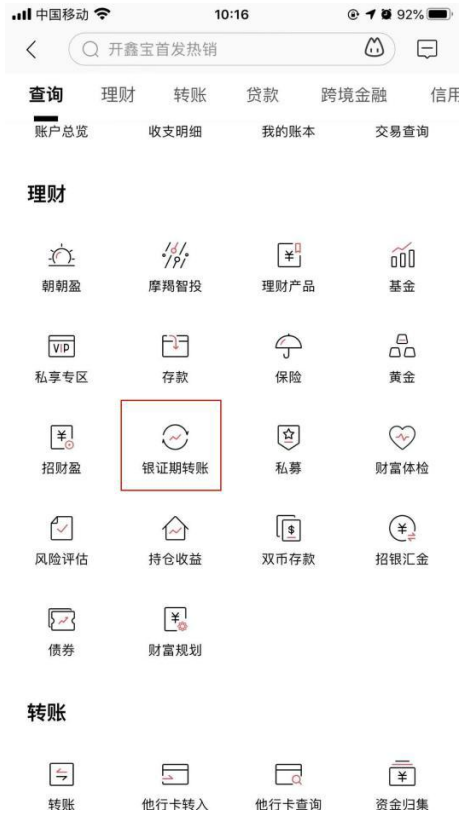 中国移动 10:16 92%
开鑫宝首发热销
查询 理财 转账 贷款 跨境金融 信用
账户总览 收支明细 我的账本 交易查询
理财
朝朝盈 摩羯智投 理财产品 基金
VIP
私享专区 存款 保险 黄金
招财盈 银证期转账 私募 财富体检
风险评估 持仓收益 双币存款 招银汇金
债券 财富规划
转账
转账 他行卡转入 他行卡查询 资金归集